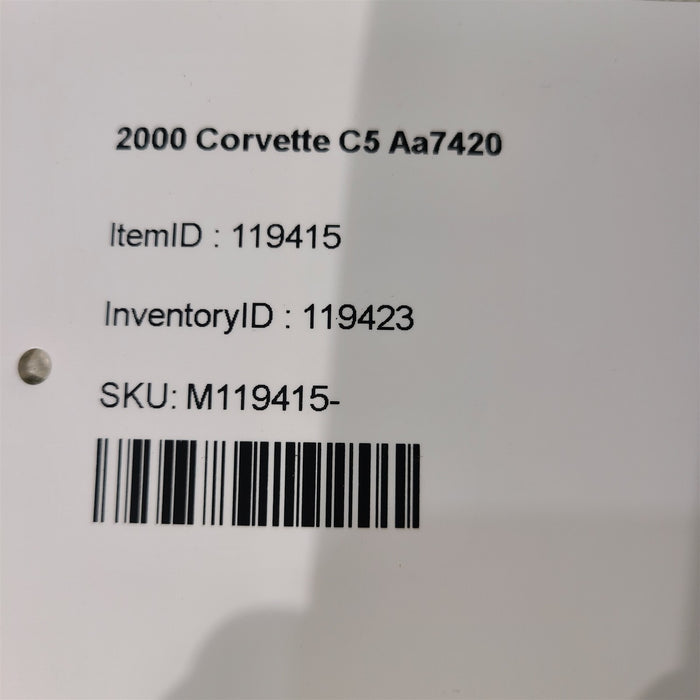 2000 Corvette C5 Aa7420
ItemID : 119415
InventoryID : 119423
SKU: M119415-